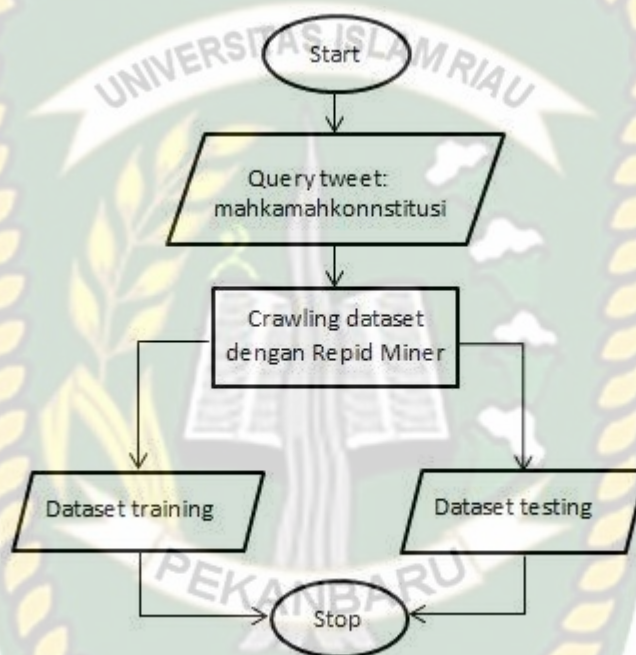 UNIVERSITAS ISLAM RIAU
Start
Query tweet:
mahkamahkonnstitusi
Crawling dataset
dengan Repid Miner
Dataset training
Dataset testing
PEKANBARU
Stop